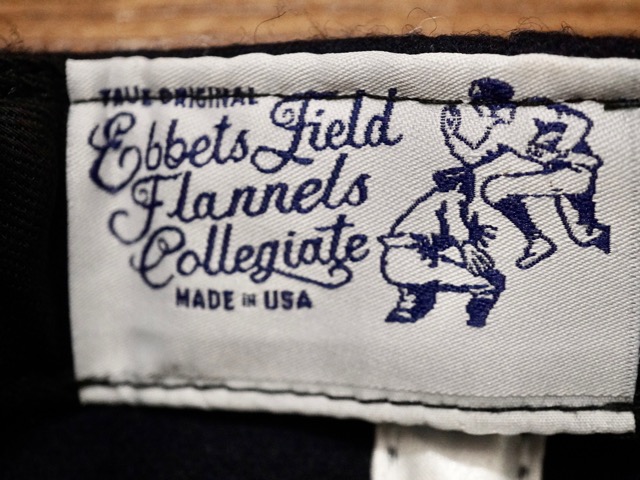 TRUE ORIGINAL
Ebbets Field
Flannels
Collegiate
MADE IN USA